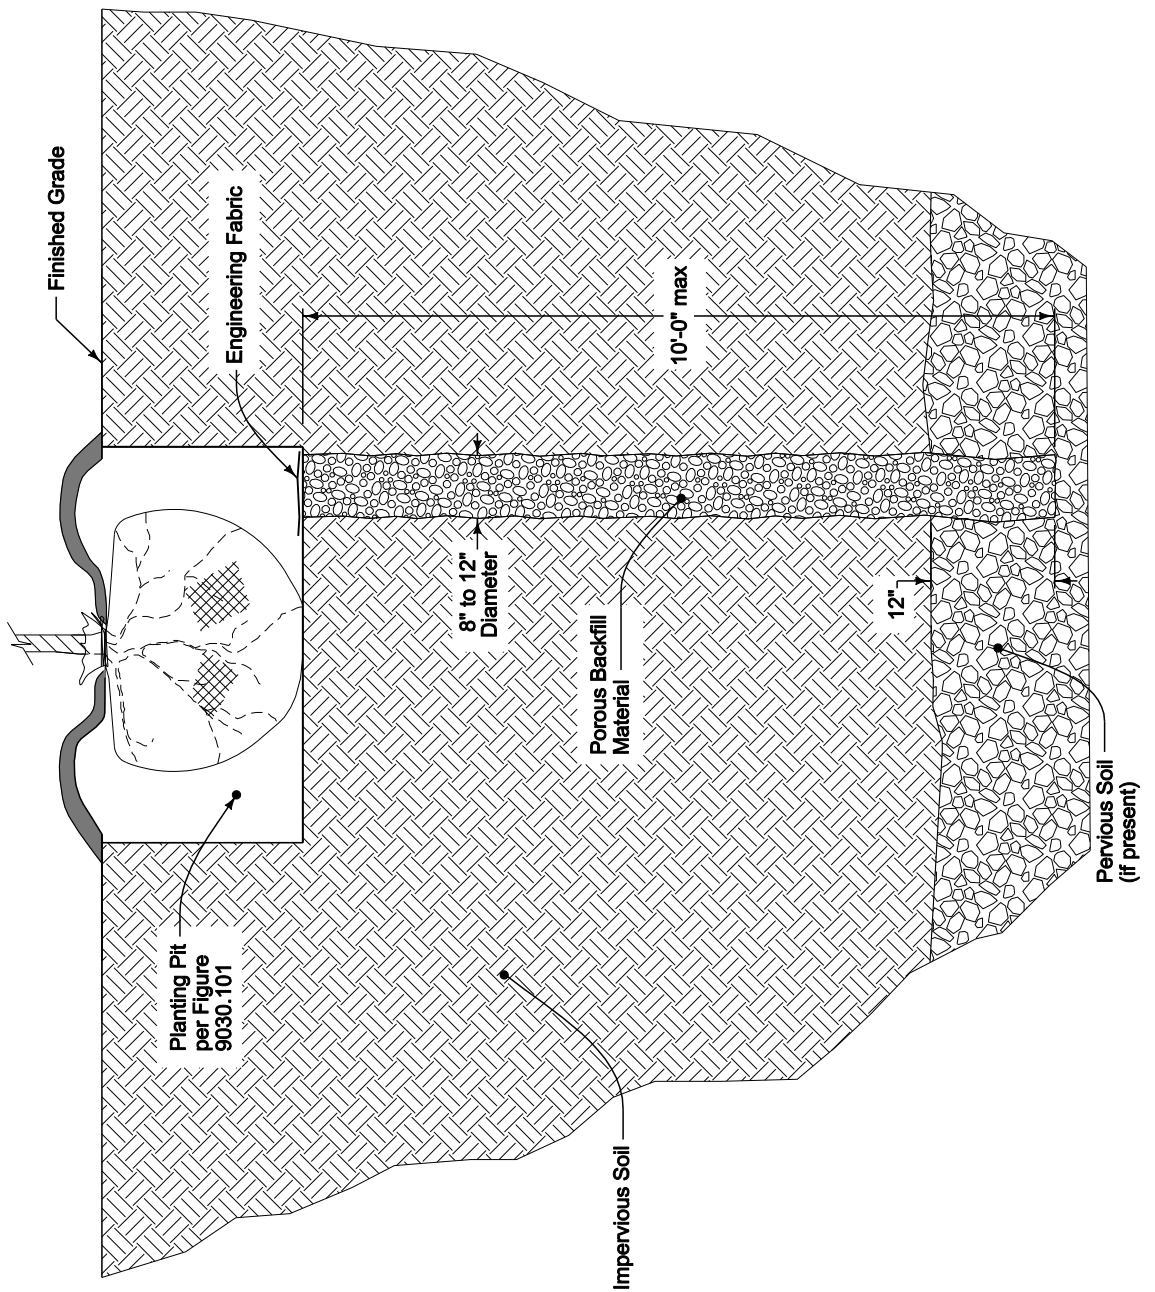 Finished Grade
Engineering Fabric
Planting Pit
per Figure
9030.101
8" to 12"
Diameter
10'-0" max
Porous Backfill
Material
12"
Impervious Soil
Pervious Soil
(if present)